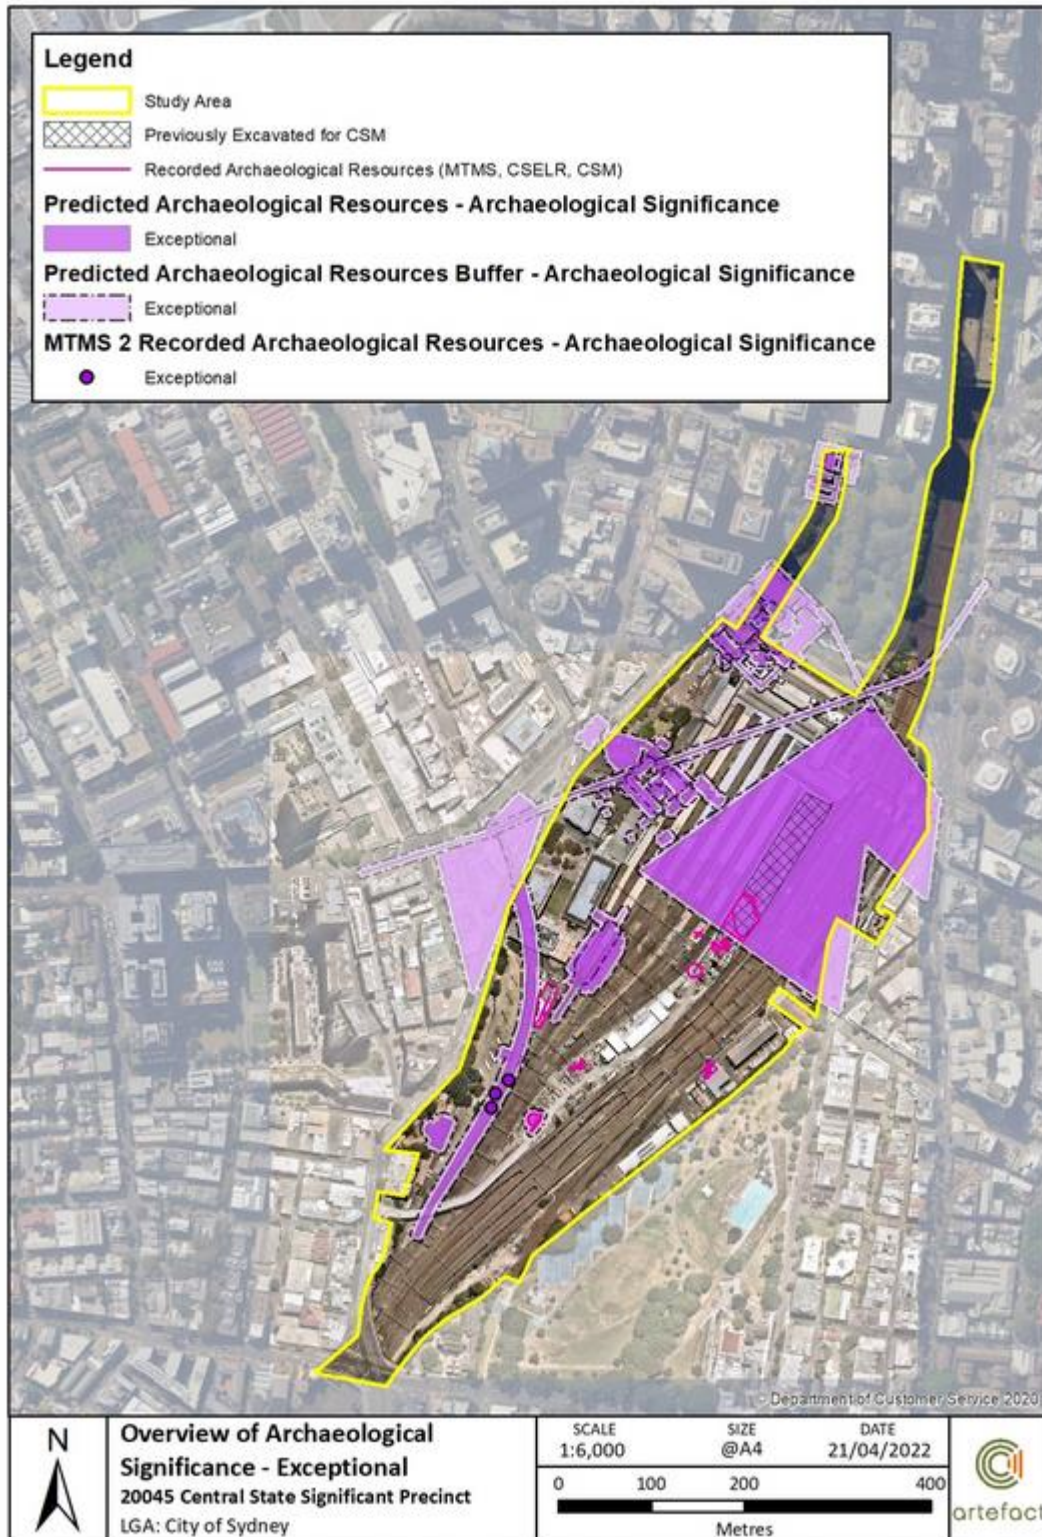 Legend
Study Area
Previously Excavated for CSM
Recorded Archaeological Resources (MTMS, CSELR, CSM)
Predicted Archaeological Resources - Archaeological Significance
Exceptional
Predicted Archaeological Resources Buffer - Archaeological Significance
Exceptional
MTMS 2 Recorded Archaeological Resources - Archaeological Significance
Exceptional
© Department of Customer Service 2020
N
Overview of Archaeological
Significance - Exceptional
20045 Central State Significant Precinct
LGA: City of Sydney
SCALE
1:6,000
SIZE
@A4
DATE
21/04/2022
0 100 200 400
Metres
artefact